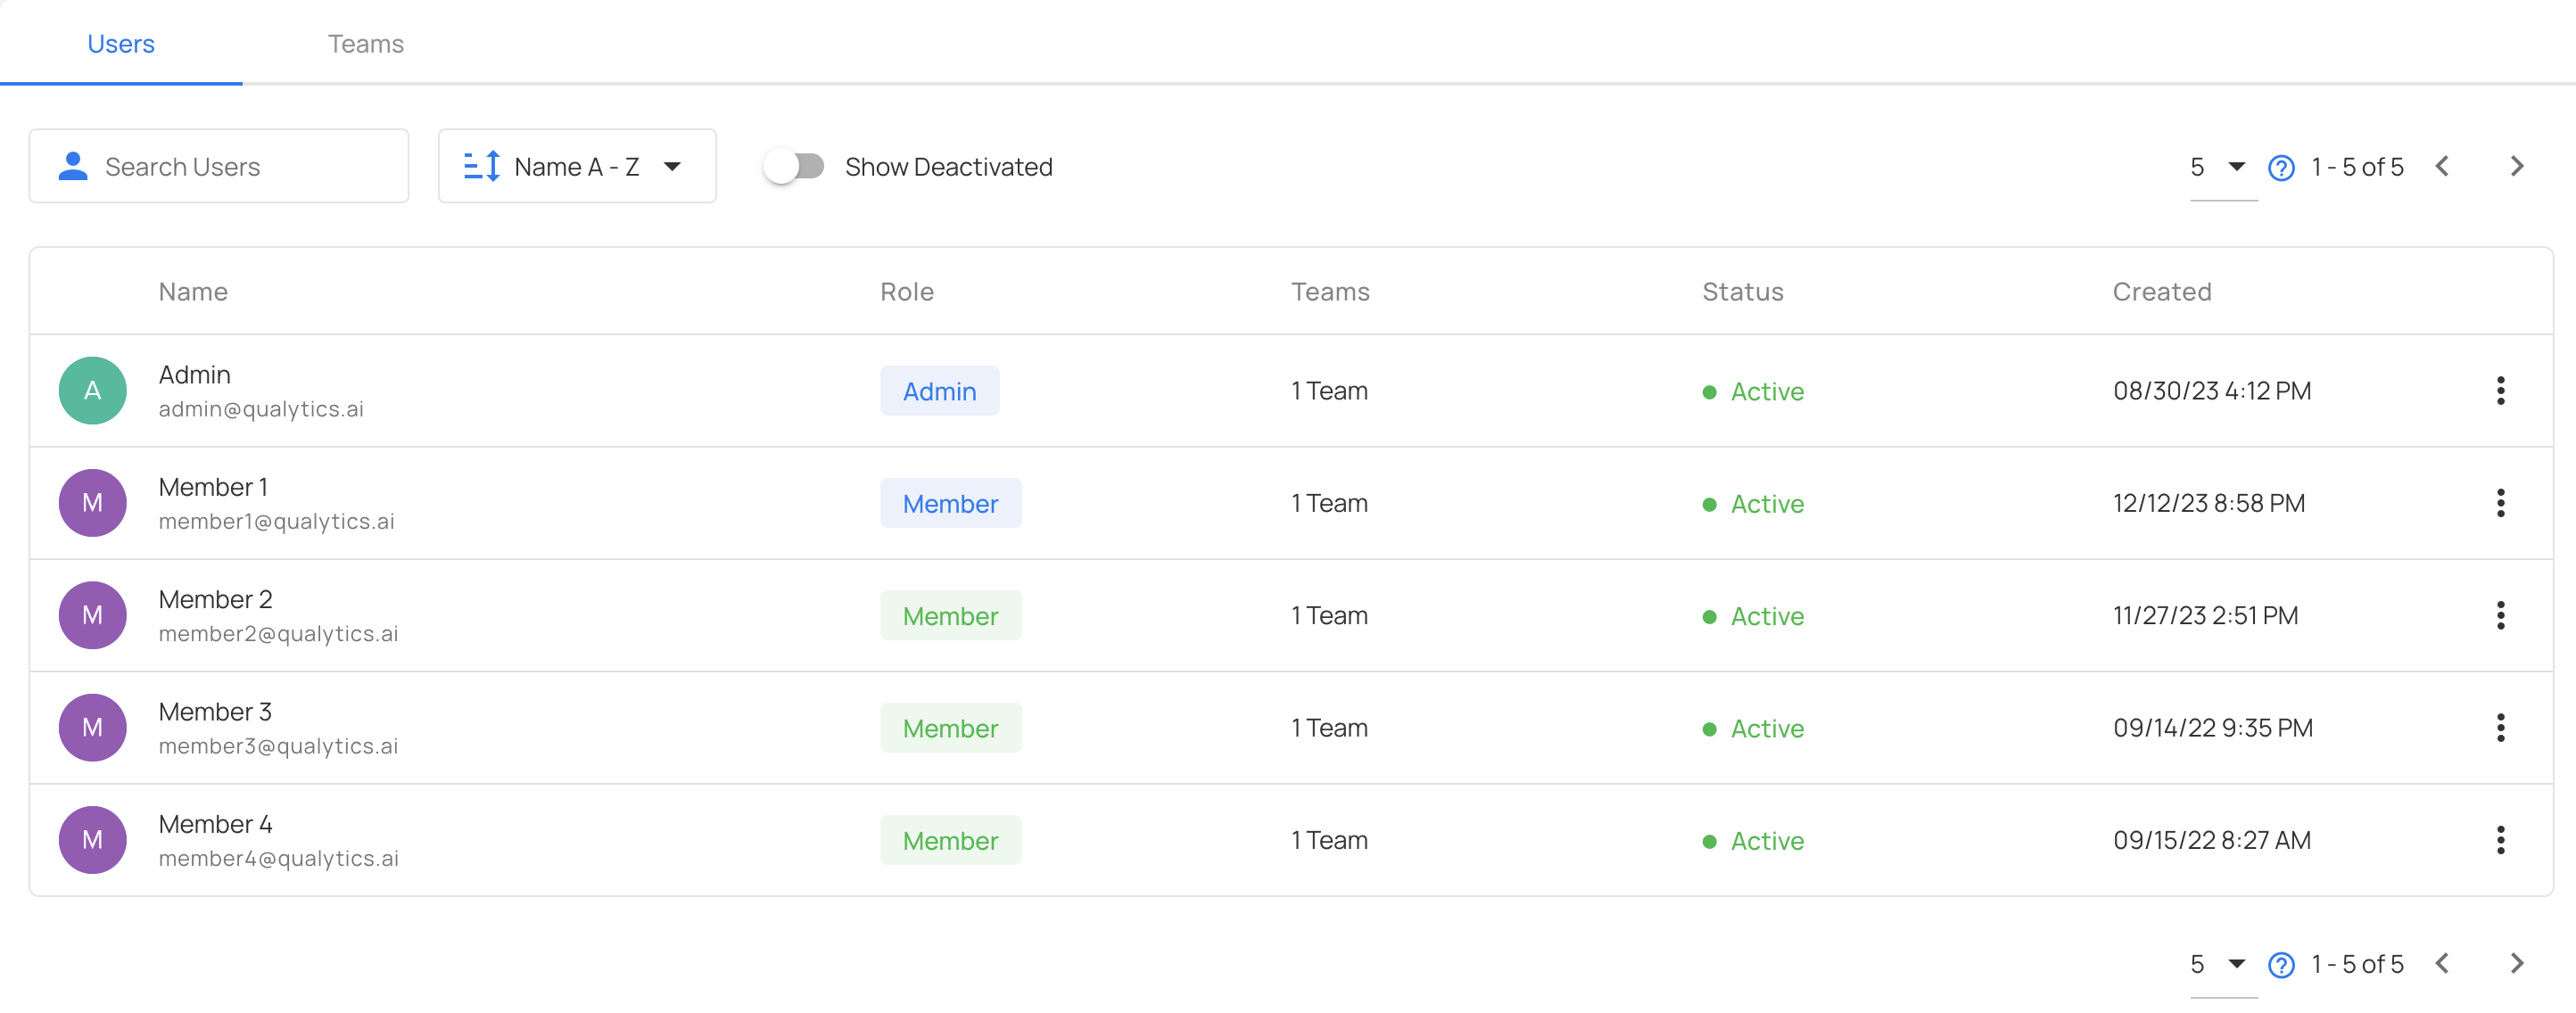 Users Teams
Search Users Name A - Z Show Deactivated 5 ? 1 - 5 of 5
Name Role Teams Status Created
A Admin Admin 1 Team Active 08/30/23 4:12 PM
admin@qualytics.ai
M Member 1 Member 1 Team Active 12/12/23 8:58 PM
member1@qualytics.ai
M Member 2 Member 1 Team Active 11/27/23 2:51 PM
member2@qualytics.ai
M Member 3 Member 1 Team Active 09/14/22 9:35 PM
member3@qualytics.ai
M Member 4 Member 1 Team Active 09/15/22 8:27 AM
member4@qualytics.ai
5 ? 1 - 5 of 5